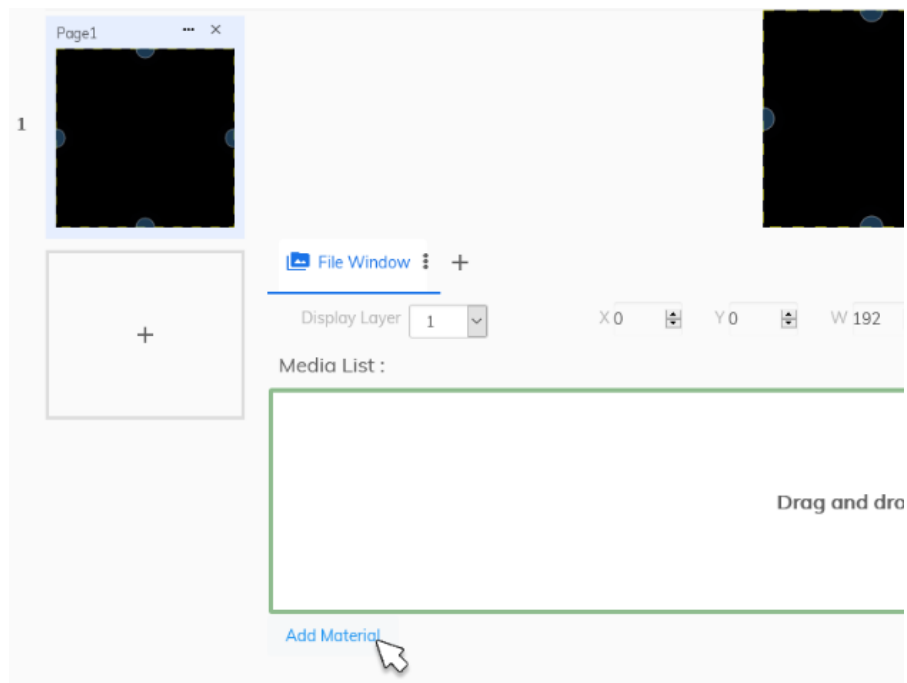 Page1
1
File Window
Display Layer 1 X 0 Y 0 W 192
Media List :
Drag and dro
Add Material